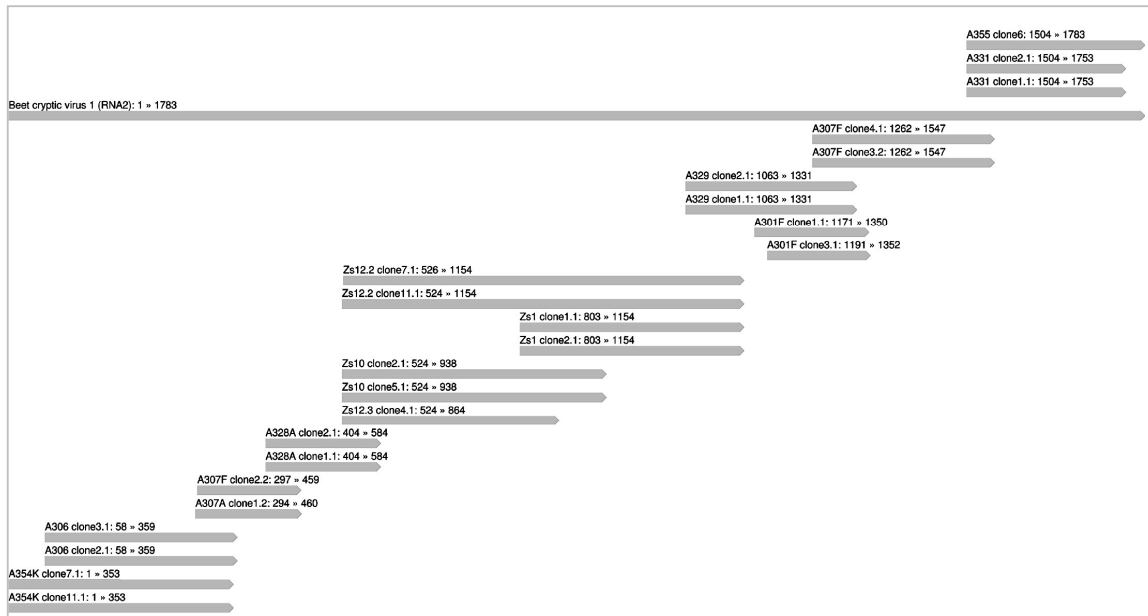 A355 clone6: 1504 » 1783
A331 clone2.1: 1504 » 1753
A331 clone1.1: 1504 » 1753
Beet cryptic virus 1 (RNA2): 1 » 1783
A307F clone4.1: 1262 » 1547
A307F clone3.2: 1262 » 1547
A329 clone2.1: 1063 » 1331
A329 clone1.1: 1063 » 1331
A301F clone1.1: 1171 » 1350
A301F clone3.1: 1191 » 1352
Zs12.2 clone7.1: 526 » 1154
Zs12.2 clone11.1: 524 » 1154
Zs1 clone1.1: 803 » 1154
Zs1 clone2.1: 803 » 1154
Zs10 clone2.1: 524 » 938
Zs10 clone5.1: 524 » 938
Zs12.3 clone4.1: 524 » 864
A328A clone2.1: 404 » 584
A328A clone1.1: 404 » 584
A307F clone2.2: 297 » 459
A307A clone1.2: 294 » 460
A306 clone3.1: 58 » 359
A306 clone2.1: 58 » 359
A354K clone7.1: 1 » 353
A354K clone11.1: 1 » 353